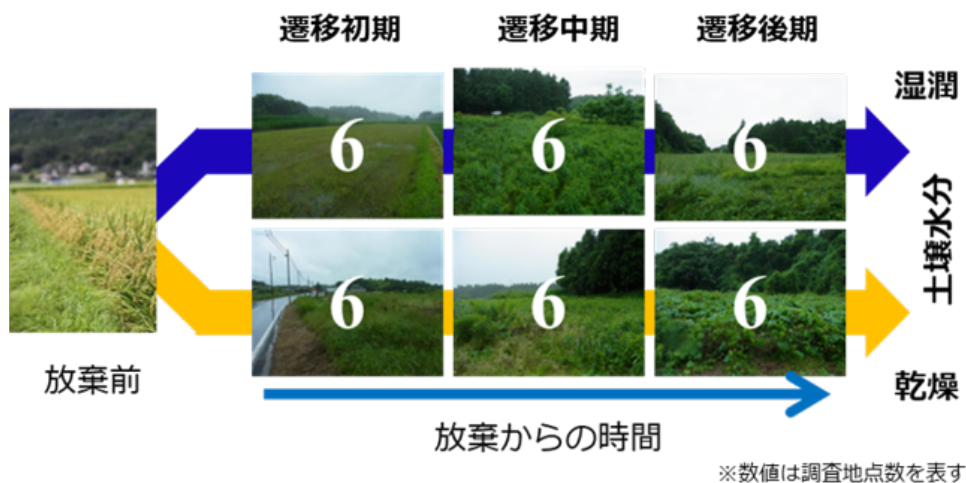 遷移初期
遷移中期
遷移後期
湿潤
6
6
6
土壌水分
6
6
6
放棄前
乾燥
放棄からの時間
※数値は調査地点数を表す